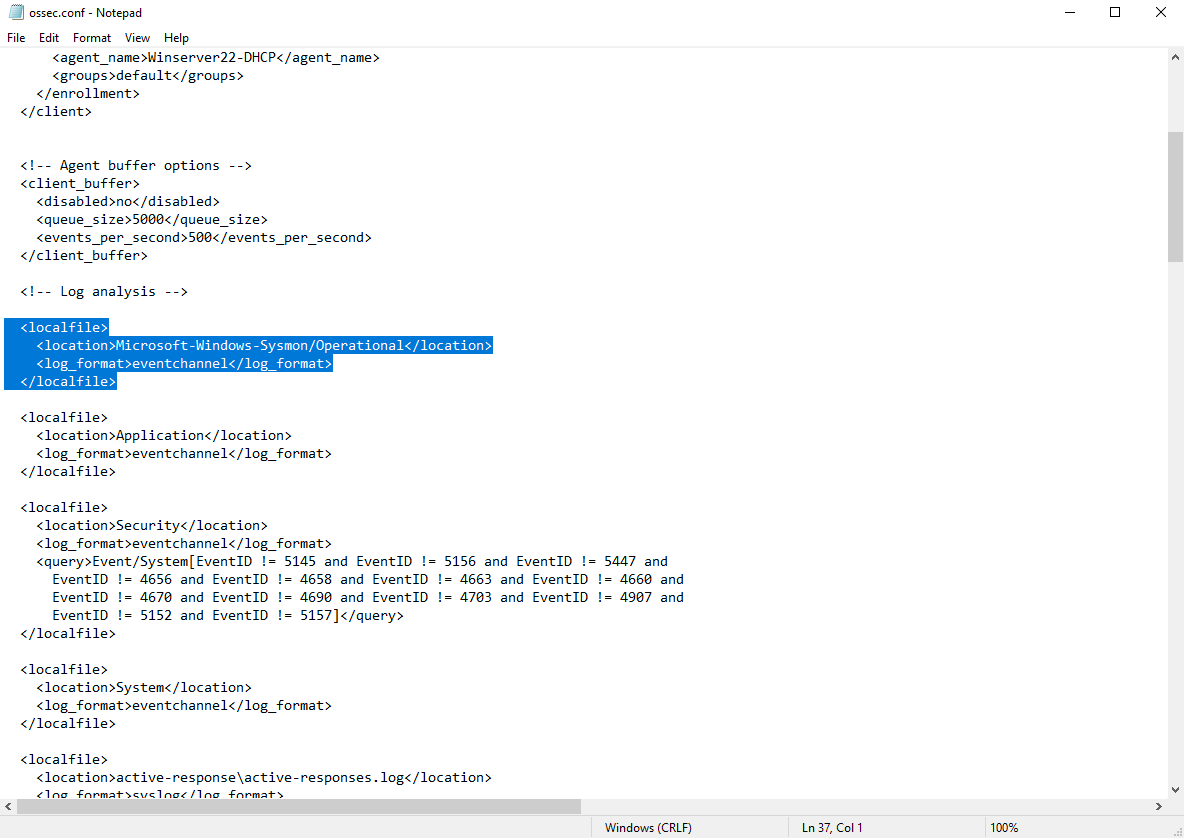 ossec.conf - Notepad
File Edit Format View Help
<agent_name>Winserver22-DHCP</agent_name>
<groups>default</groups>
</enrollment>
</client>
<!-- Agent buffer options -->
<client_buffer>
<disabled>no</disabled>
<queue_size>5000</queue_size>
<events_per_second>500</events_per_second>
</client_buffer>
<!-- Log analysis -->
<localfile>
<location>Microsoft-Windows-Sysmon/Operational</location>
<log_format>eventchannel</log_format>
</localfile>
<localfile>
<location>Application</location>
<log_format>eventchannel</log_format>
</localfile>
<localfile>
<location>Security</location>
<log_format>eventchannel</log_format>
<query>Event/System[EventID != 5145 and EventID != 5156 and EventID != 5447 and
EventID != 4656 and EventID != 4658 and EventID != 4663 and EventID != 4660 and
EventID != 4670 and EventID != 4690 and EventID != 4703 and EventID != 4907 and
EventID != 5152 and EventID != 5157]</query>
</localfile>
<localfile>
<location>System</location>
<log_format>eventchannel</log_format>
</localfile>
<localfile>
<location>active-response\active-responses.log</location>
<log_format>syslog</log_format>
Windows (CRLF) Ln 37, Col 1 100%